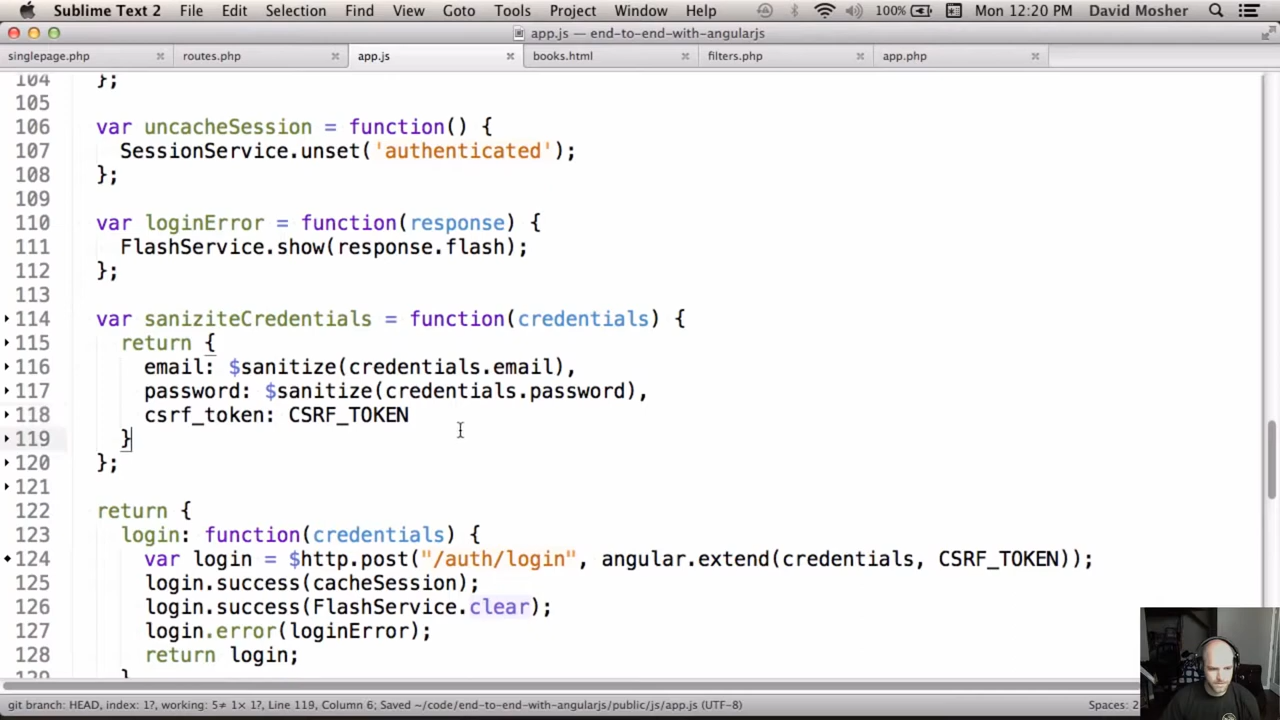 Sublime Text 2 File Edit Selection Find View Goto Tools Project Window Help 100% Mon 12:20 PM David Mosher
app.js — end-to-end-with-angularjs
singlepage.php routes.php app.js books.html filters.php app.php
104 };
105
106 var uncacheSession = function() {
107 SessionService.unset('authenticated');
108 };
109
110 var loginError = function(response) {
111 FlashService.show(response.flash);
112 };
113
114 var saniziteCredentials = function(credentials) {
115 return {
116 email: $sanitize(credentials.email),
117 password: $sanitize(credentials.password),
118 csrf_token: CSRF_TOKEN
119 }
120 };
121
122 return {
123 login: function(credentials) {
124 var login = $http.post("/auth/login", angular.extend(credentials, CSRF_TOKEN));
125 login.success(cacheSession);
126 login.success(FlashService.clear);
127 login.error(loginError);
128 return login;
129 }
git branch: HEAD, index: 1?, working: 5≠ 1× 1?, Line 119, Column 6; Saved ~/code/end-to-end-with-angularjs/public/js/app.js (UTF-8) Spaces: 2